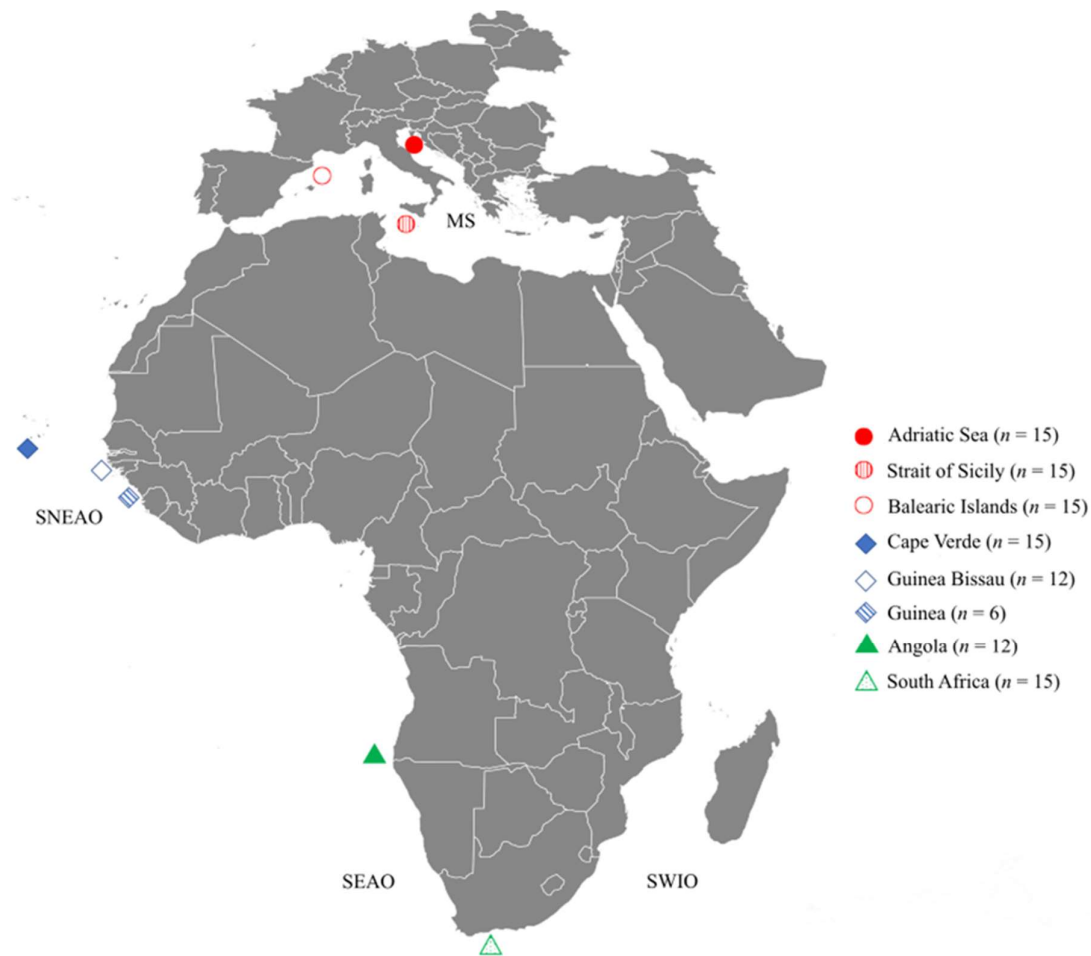 MS
SNEAO
Adriatic Sea (n = 15)
Strait of Sicily (n = 15)
Balearic Islands (n = 15)
Cape Verde (n = 15)
Guinea Bissau (n = 12)
Guinea (n = 6)
Angola (n = 12)
South Africa (n = 15)
SEAO
SWIO